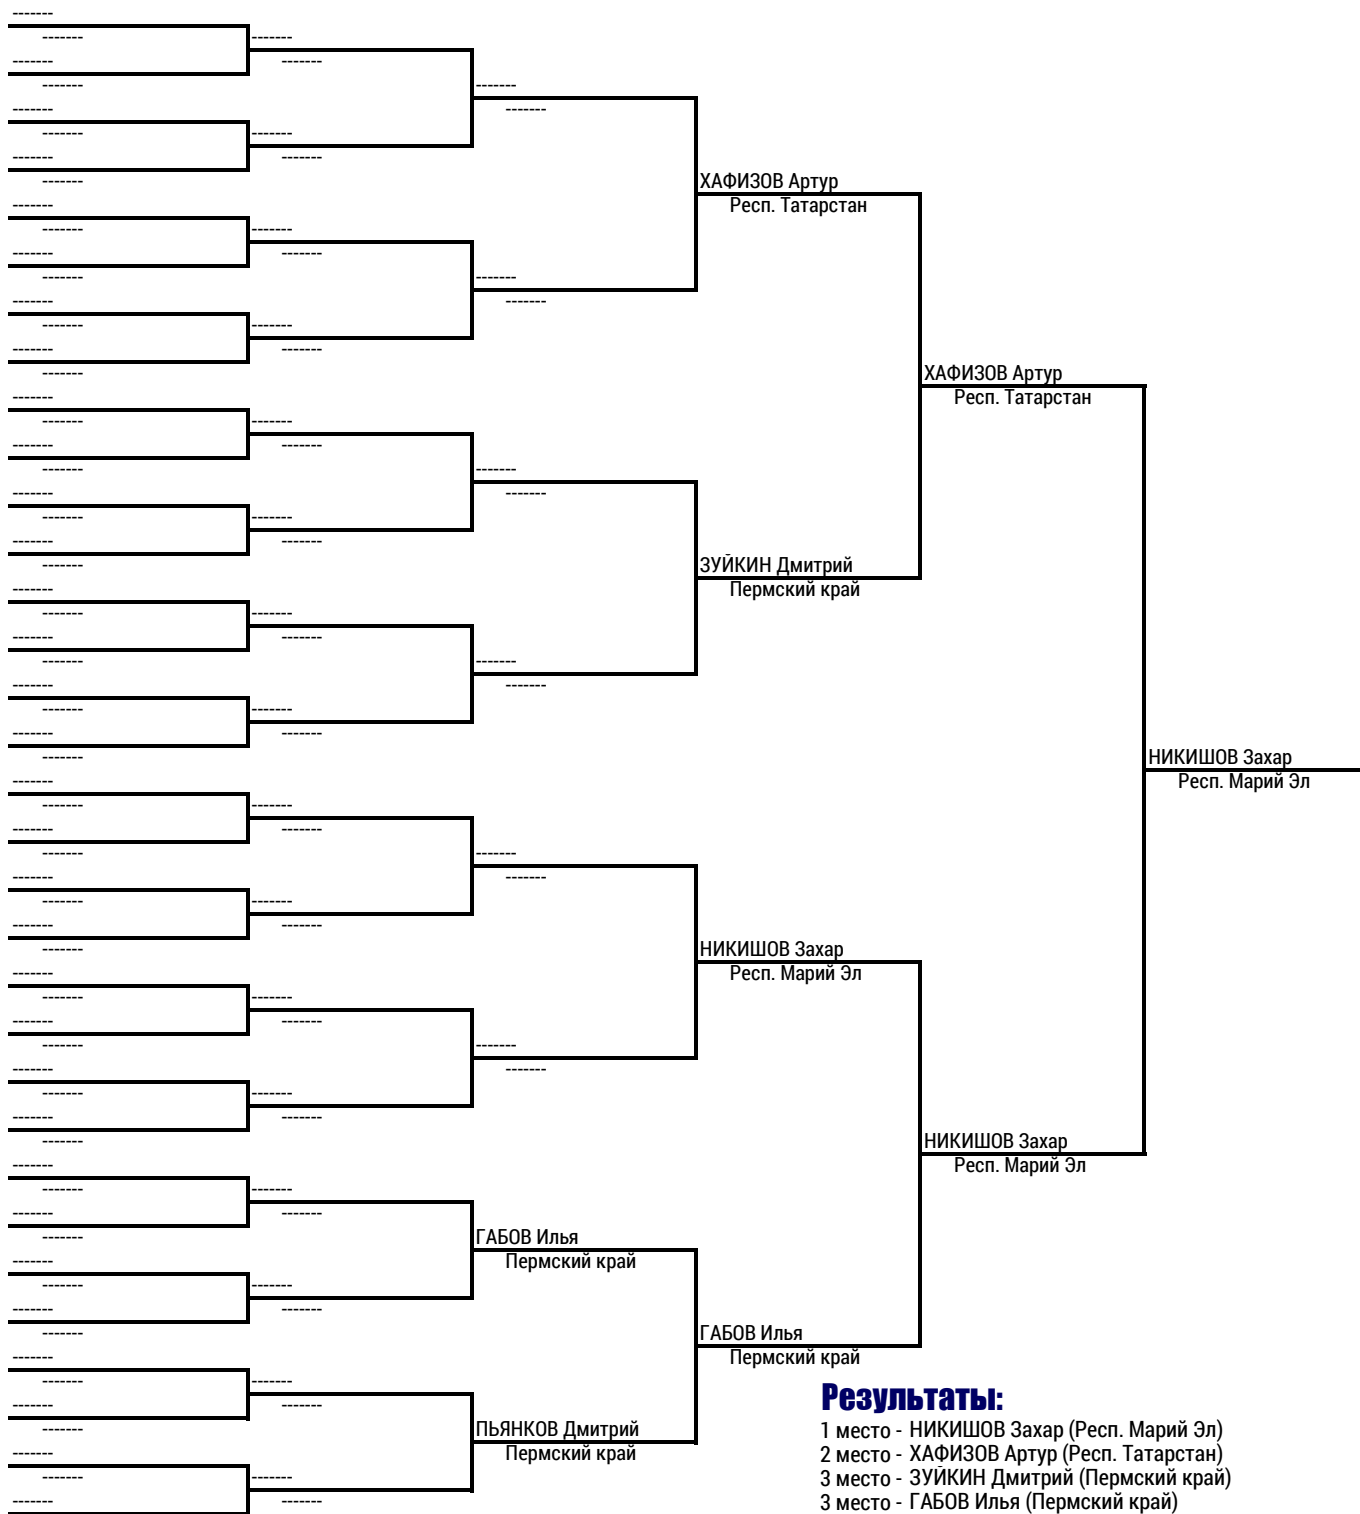 ХАФИЗОВ Артур
Респ. Татарстан
ХАФИЗОВ Артур
Респ. Татарстан
ЗУЙКИН Дмитрий
Пермский край
НИКИШОВ Захар
Респ. Марий Эл
НИКИШОВ Захар
Респ. Марий Эл
НИКИШОВ Захар
Респ. Марий Эл
ГАБОВ Илья
Пермский край
ГАБОВ Илья
Пермский край
ПЬЯНКОВ Дмитрий
Пермский край
Результаты:
1 место - НИКИШОВ Захар (Респ. Марий Эл)
2 место - ХАФИЗОВ Артур (Респ. Татарстан)
3 место - ЗУЙКИН Дмитрий (Пермский край)
3 место - ГАБОВ Илья (Пермский край)